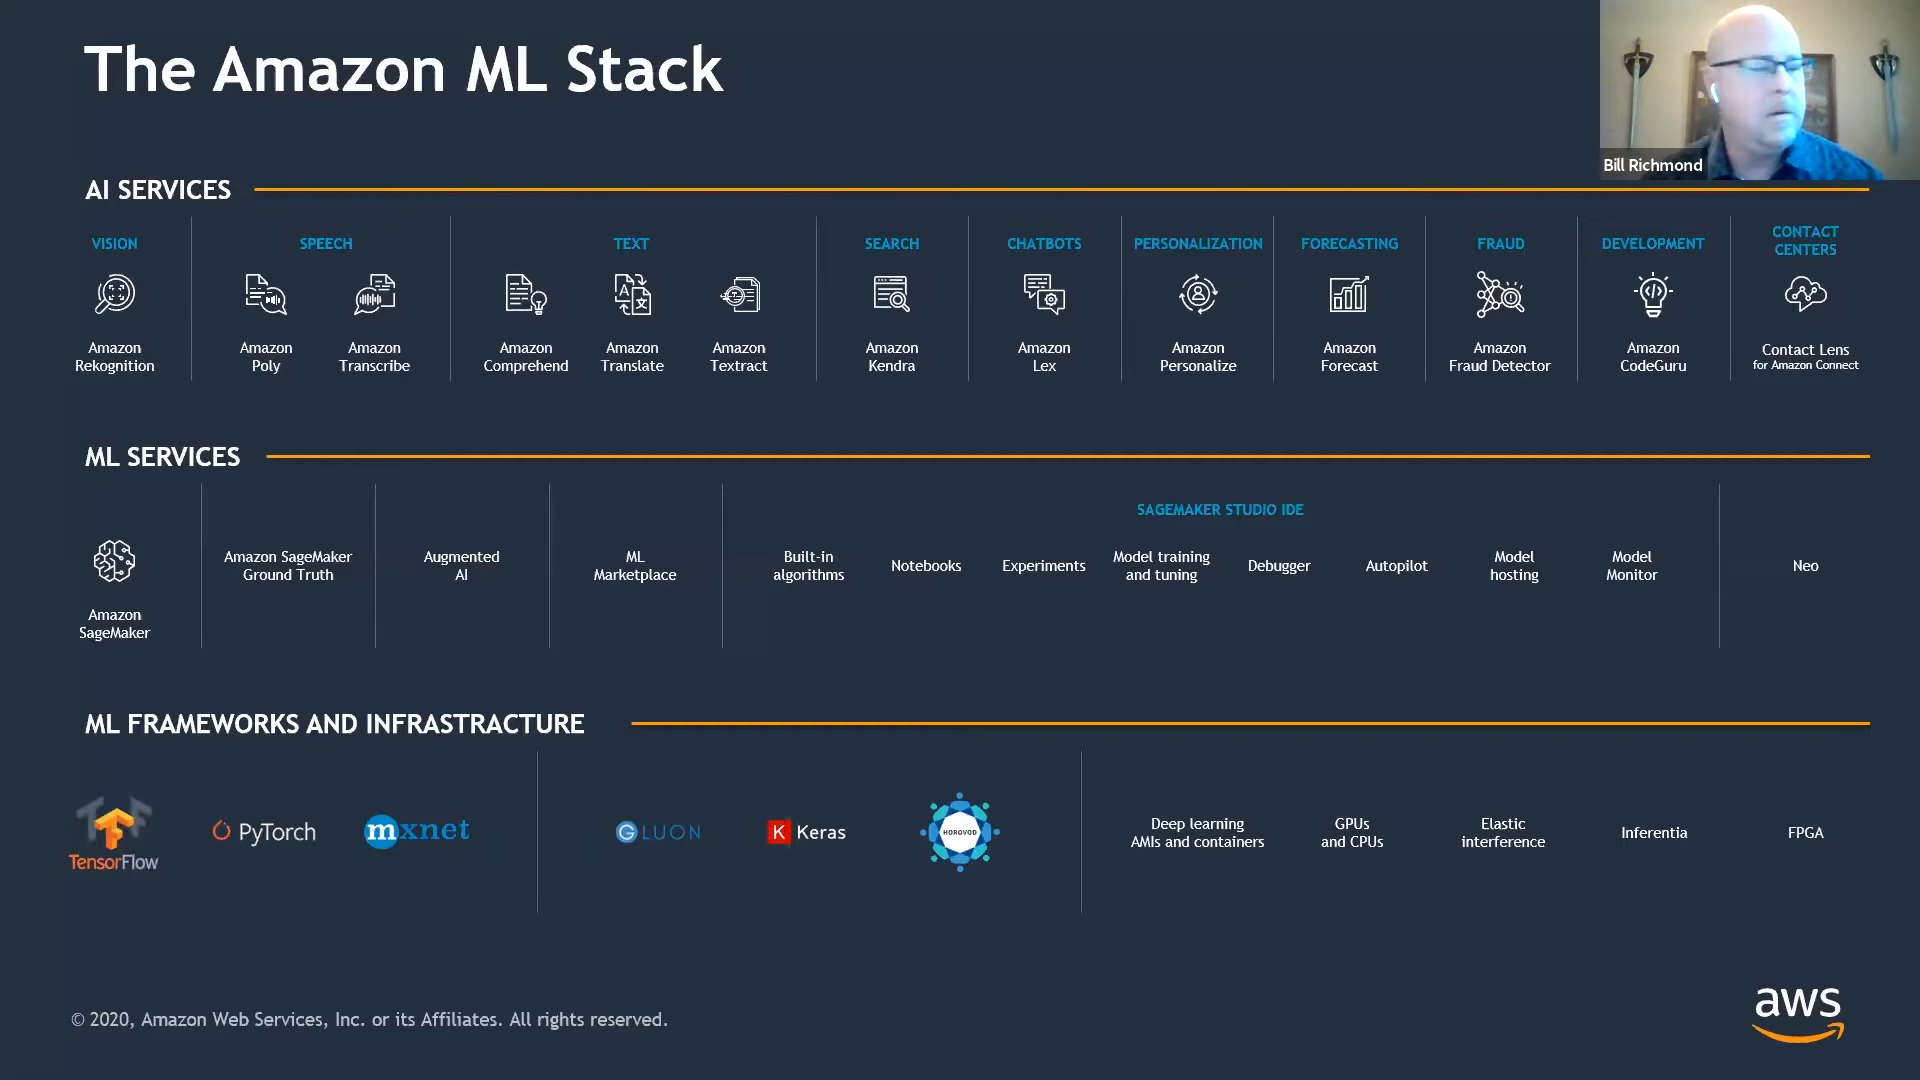 The Amazon ML Stack
Bill Richmond
AI SERVICES
VISION
SPEECH
TEXT
SEARCH
CHATBOTS
PERSONALIZATION
FORECASTING
FRAUD
DEVELOPMENT
CONTACT
CENTERS
Amazon
Rekognition
Amazon
Poly
Amazon
Transcribe
Amazon
Comprehend
Amazon
Translate
Amazon
Textract
Amazon
Kendra
Amazon
Lex
Amazon
Personalize
Amazon
Forecast
Amazon
Fraud Detector
Amazon
CodeGuru
Contact Lens
for Amazon Connect
ML SERVICES
Amazon
SageMaker
Amazon SageMaker
Ground Truth
Augmented
AI
ML
Marketplace
SAGEMAKER STUDIO IDE
Built-in
algorithms
Notebooks
Experiments
Model training
and tuning
Debugger
Autopilot
Model
hosting
Model
Monitor
Neo
ML FRAMEWORKS AND INFRASTRACTURE
TensorFlow
PyTorch
mxnet
GLUON
K Keras
HOROVOD
Deep learning
AMIs and containers
GPUs
and CPUs
Elastic
interference
Inferentia
FPGA
© 2020, Amazon Web Services, Inc. or its Affiliates. All rights reserved.
aws